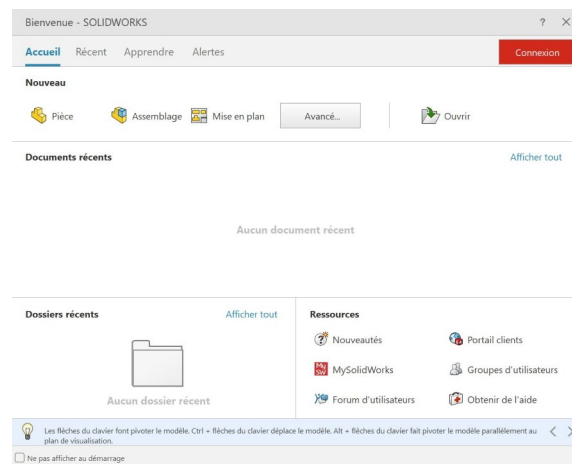 Bienvenue - SOLIDWORKS ?
Accueil Récent Apprendre Alertes Connexion
Nouveau
Pièce Assemblage Mise en plan Avancé... Ouvrir
Documents récents Afficher tout
Aucun document récent
Dossiers récents Afficher tout
Aucun dossier récent
Ressources
Nouveautés Portail clients
MySolidWorks Groupes d'utilisateurs
Forum d'utilisateurs Obtenir de l'aide
Les flèches du clavier font pivoter le modèle. Ctrl + flèches du clavier déplace le modèle. Alt + flèches du clavier fait pivoter le modèle parallèlement au
plan de visualisation.
Ne pas afficher au démarrage